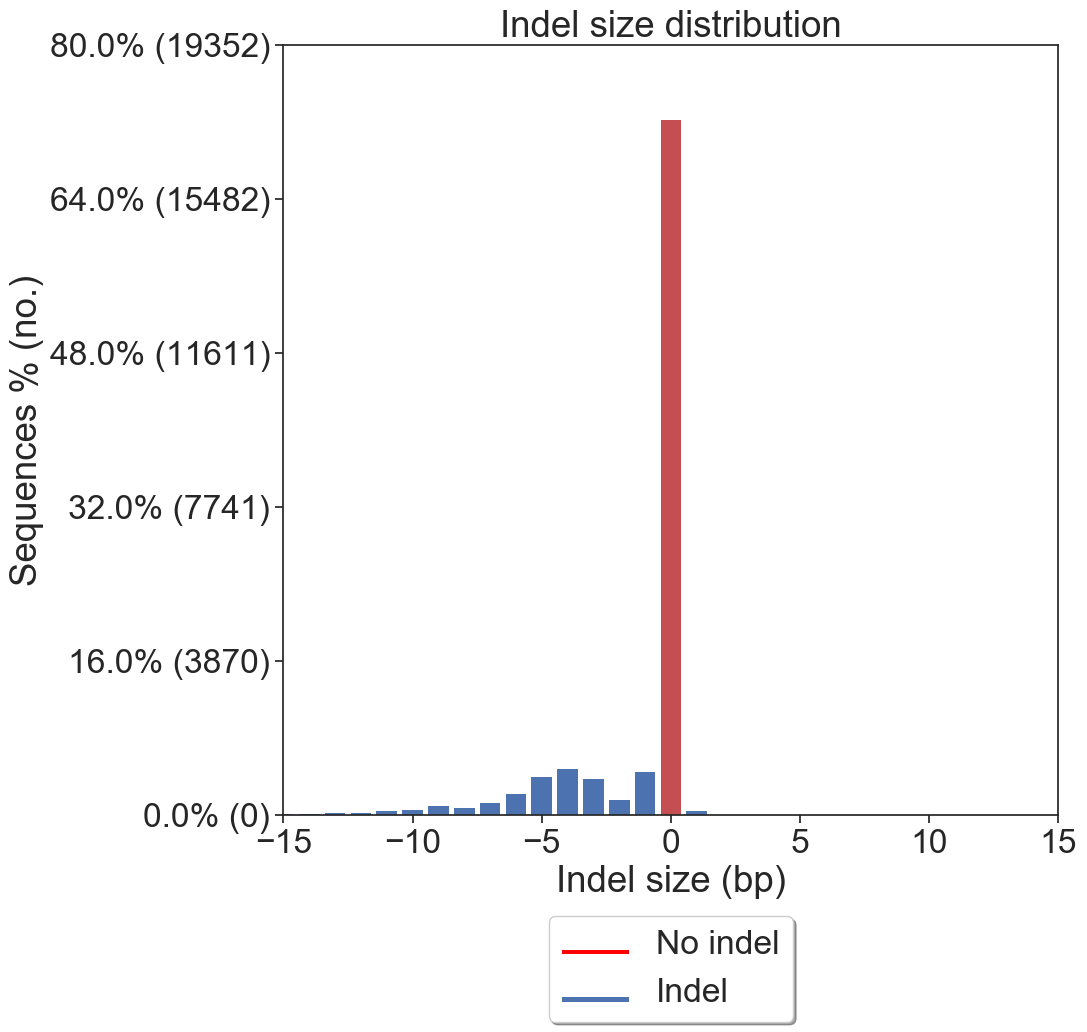 Indel size distribution
80.0% (19352)
64.0% (15482)
48.0% (11611)
32.0% (7741)
16.0% (3870)
0.0% (0)
Sequences % (no.)
−15 −10 −5 0 5 10 15
Indel size (bp)
No indel
Indel